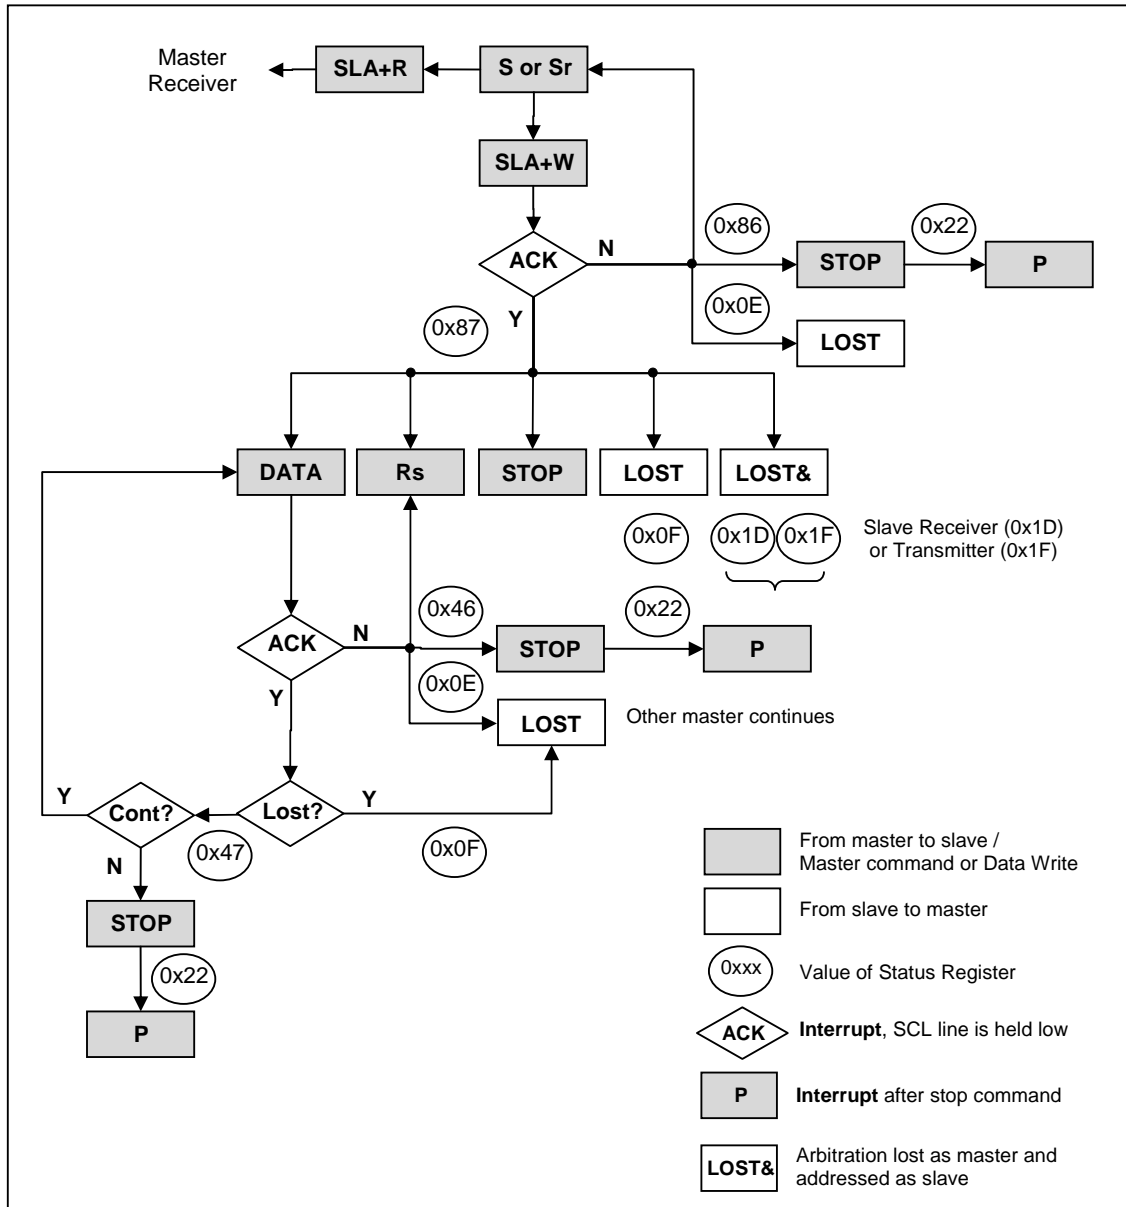 Master
Receiver
SLA+R
S or Sr
SLA+W
ACK
N
0x86
0x22
STOP
P
0x0E
LOST
Y
0x87
DATA
Rs
STOP
LOST
LOST&
0x0F
0x1D
0x1F
Slave Receiver (0x1D)
or Transmitter (0x1F)
ACK
N
0x46
0x22
STOP
P
0x0E
Y
LOST
Other master continues
Y
Cont?
Lost?
Y
0x47
0x0F
N
STOP
0x22
P
From master to slave /
Master command or Data Write
From slave to master
0xxx
Value of Status Register
ACK
Interrupt, SCL line is held low
P
Interrupt after stop command
LOST&
Arbitration lost as master and
addressed as slave